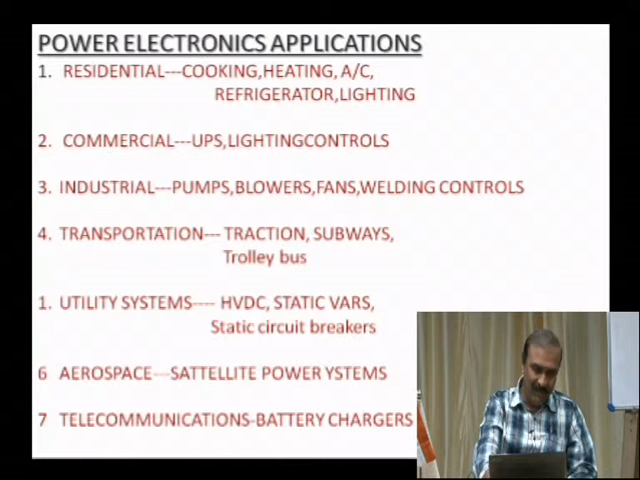 POWER ELECTRONICS APPLICATIONS
1. RESIDENTIAL---COOKING,HEATING, A/C,
REFRIGERATOR,LIGHTING
2. COMMERCIAL---UPS,LIGHTINGCONTROLS
3. INDUSTRIAL---PUMPS,BLOWERS,FANS,WELDING CONTROLS
4. TRANSPORTATION--- TRACTION, SUBWAYS,
Trolley bus
1. UTILITY SYSTEMS---- HVDC, STATIC VARS,
Static circuit breakers
6 AEROSPACE---SATTELLITE POWER YSTEMS
7 TELECOMMUNICATIONS-BATTERY CHARGERS